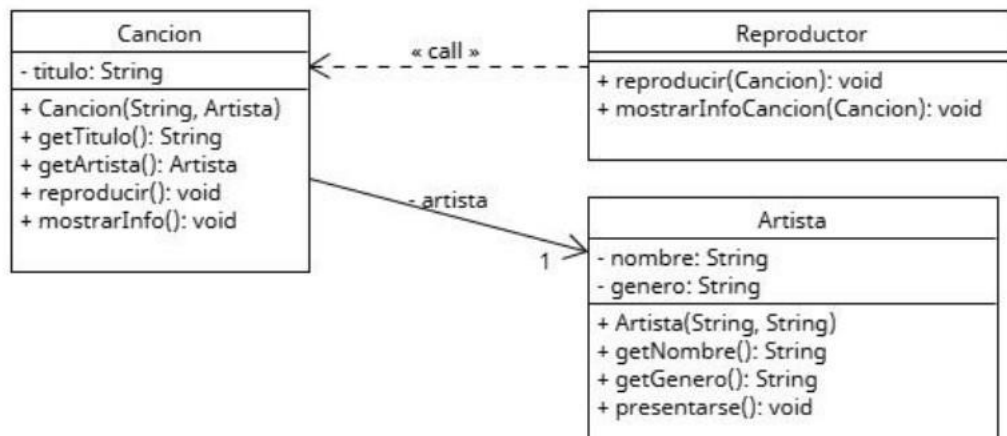 Cancion
- titulo: String
+ Cancion(String, Artista)
+ getTitulo(): String
+ getArtista(): Artista
+ reproducir(): void
+ mostrarInfo(): void
« call »
Reproductor
+ reproducir(Cancion): void
+ mostrarInfoCancion(Cancion): void
- artista
1
Artista
- nombre: String
- genero: String
+ Artista(String, String)
+ getNombre(): String
+ getGenero(): String
+ presentarse(): void